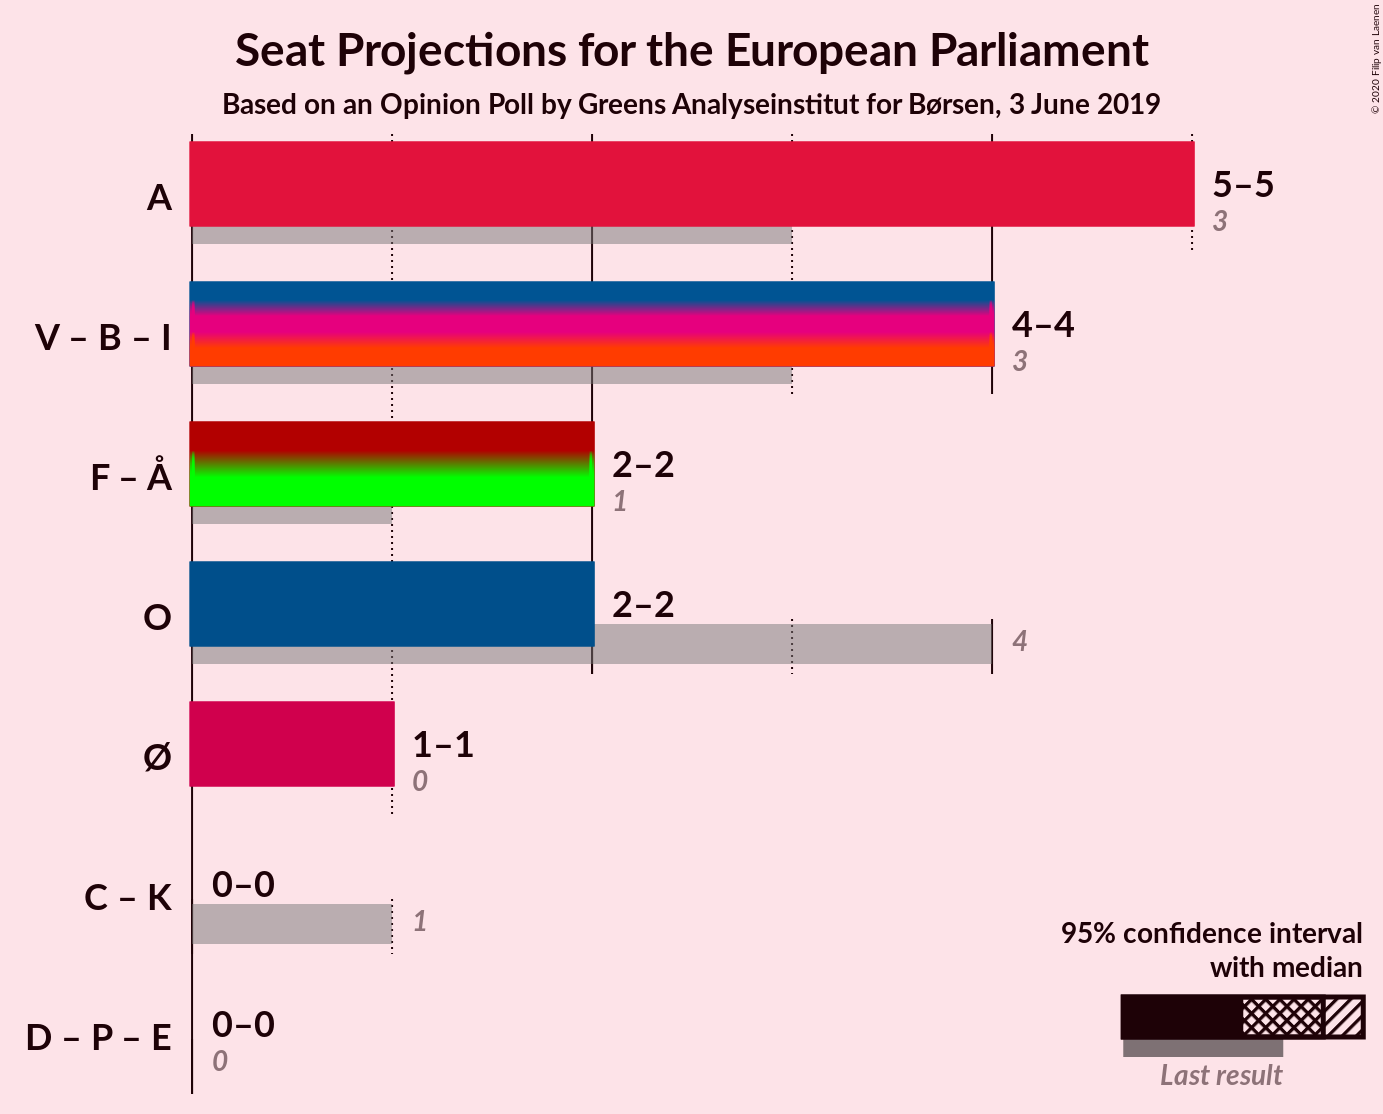 Seat Projections for the European Parliament
Based on an Opinion Poll by Greens Analyseinstitut for Børsen, 3 June 2019
© 2020 Filip van Laenen
A
5–5
3
V – B – I
4–4
3
F – Å
2–2
1
O
2–2
4
Ø
1–1
0
C – K
0–0
1
D – P – E
0–0
0
95% confidence interval
with median
Last result